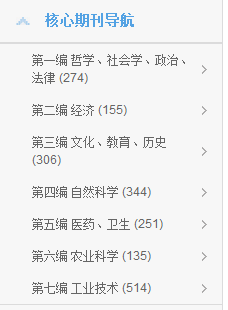 核心期刊导航
第一编 哲学、社会学、政治、
法律 (274)
第二编 经济 (155)
第三编 文化、教育、历史
(306)
第四编 自然科学 (344)
第五编 医药、卫生 (251)
第六编 农业科学 (135)
第七编 工业技术 (514)